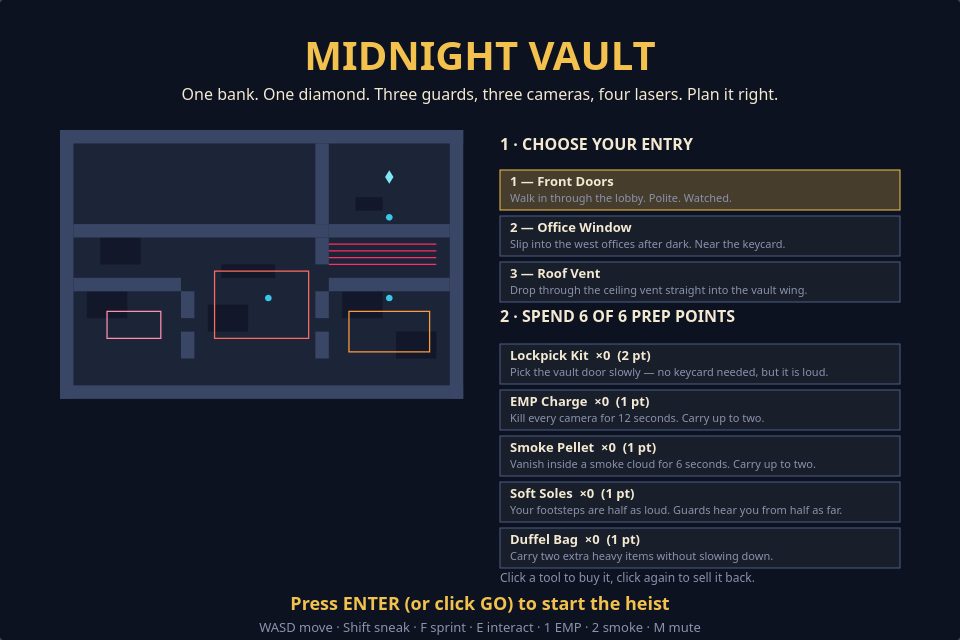 MIDNIGHT VAULT
One bank. One diamond. Three guards, three cameras, four lasers. Plan it right.
1 · CHOOSE YOUR ENTRY
1 — Front Doors
Walk in through the lobby. Polite. Watched.
2 — Office Window
Slip into the west offices after dark. Near the keycard.
3 — Roof Vent
Drop through the ceiling vent straight into the vault wing.
2 · SPEND 6 OF 6 PREP POINTS
Lockpick Kit ×0 (2 pt)
Pick the vault door slowly — no keycard needed, but it is loud.
EMP Charge ×0 (1 pt)
Kill every camera for 12 seconds. Carry up to two.
Smoke Pellet ×0 (1 pt)
Vanish inside a smoke cloud for 6 seconds. Carry up to two.
Soft Soles ×0 (1 pt)
Your footsteps are half as loud. Guards hear you from half as far.
Duffel Bag ×0 (1 pt)
Carry two extra heavy items without slowing down.
Click a tool to buy it, click again to sell it back.
Press ENTER (or click GO) to start the heist
WASD move · Shift sneak · F sprint · E interact · 1 EMP · 2 smoke · M mute